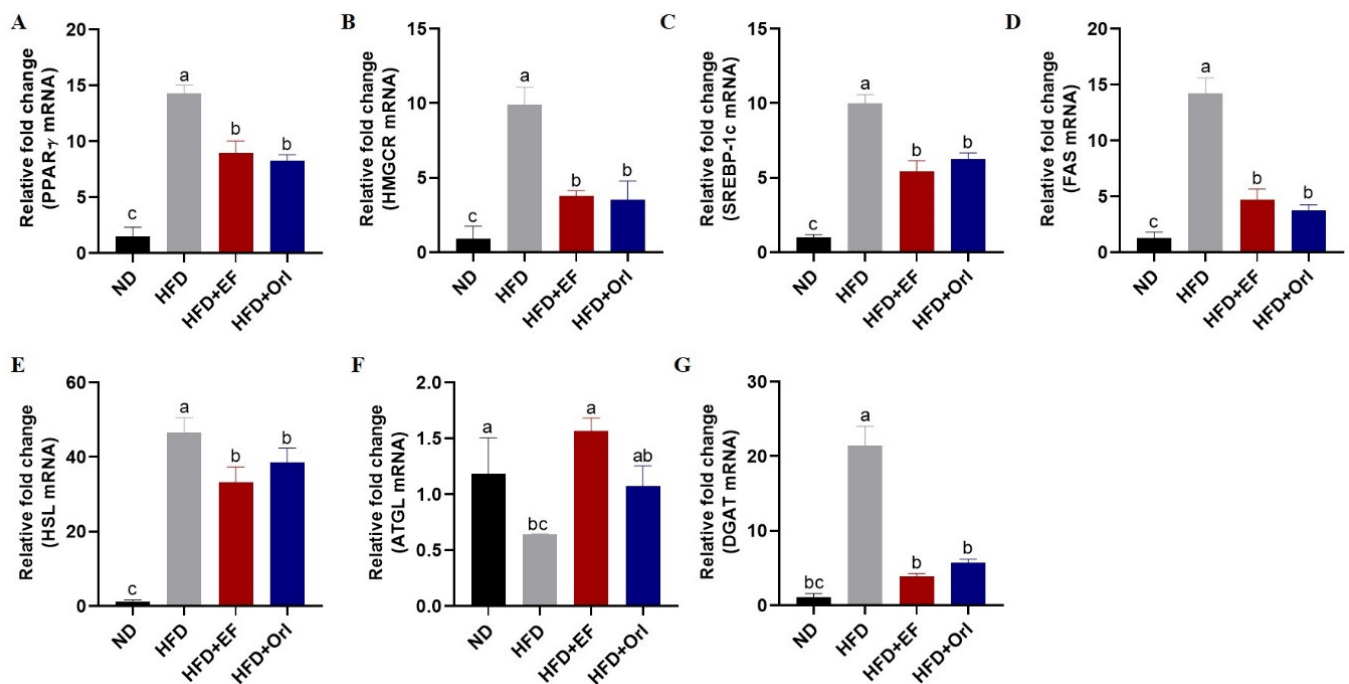 A
Relative fold change
(PPAR-γ mRNA)
20
15
10
5
0
c
a
b
b
ND
HFD
HFD+EF
HFD+Orl
B
Relative fold change
(HMGCR mRNA)
15
10
5
0
c
a
b
b
ND
HFD
HFD+EF
HFD+Orl
C
Relative fold change
(SREBP-1c mRNA)
15
10
5
0
c
a
b
b
ND
HFD
HFD+EF
HFD+Orl
D
Relative fold change
(FAS mRNA)
20
15
10
5
0
c
a
b
b
ND
HFD
HFD+EF
HFD+Orl
E
Relative fold change
(HSL mRNA)
60
40
20
0
c
a
b
b
ND
HFD
HFD+EF
HFD+Orl
F
Relative fold change
(ATGL mRNA)
2.0
1.5
1.0
0.5
0.0
a
bc
a
ab
ND
HFD
HFD+EF
HFD+Orl
G
Relative fold change
(DGAT mRNA)
30
20
10
0
bc
a
b
b
ND
HFD
HFD+EF
HFD+Orl